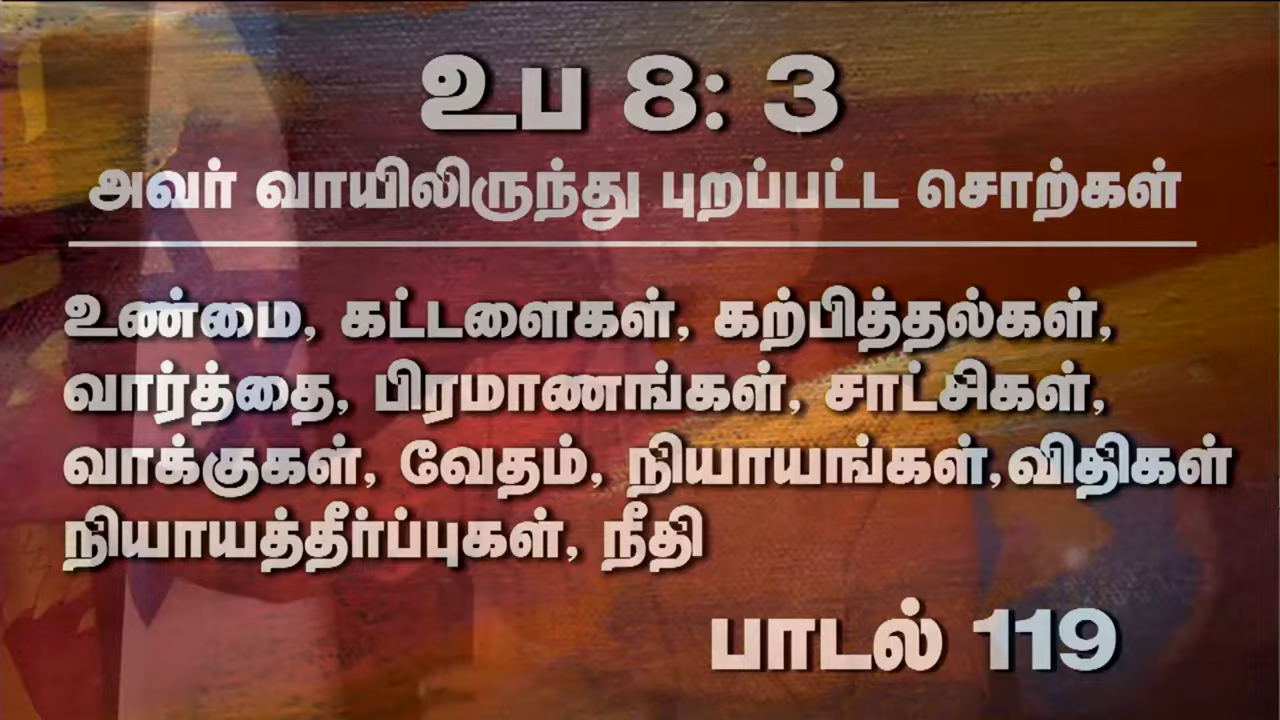 உப 8: 3
அவர் வாயிலிருந்து புறப்பட்ட சொற்கள்
உண்மை, கட்டளைகள், கற்பித்தல்கள்,
வார்த்தை, பிரமாணங்கள், சாட்சிகள்,
வாக்குகள், வேதம், நியாயங்கள்,விதிகள்
நியாயத்தீர்ப்புகள், நீதி
பாடல் 119